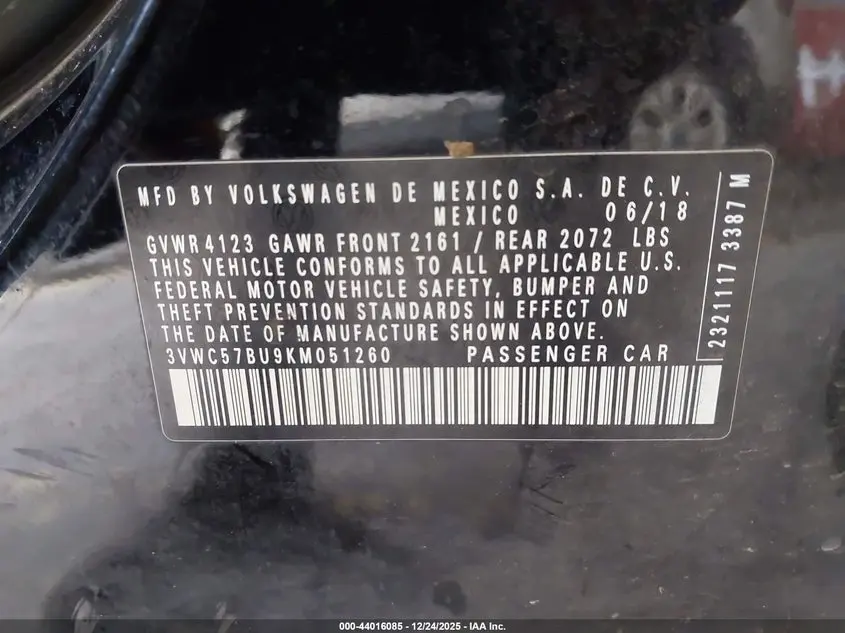 MFD BY VOLKSWAGEN DE MEXICO S.A. DE C.V.
MEXICO 06/18
GVWR 4123 GAWR FRONT 2161 / REAR 2072 LBS
THIS VEHICLE CONFORMS TO ALL APPLICABLE U.S.
FEDERAL MOTOR VEHICLE SAFETY, BUMPER AND
THEFT PREVENTION STANDARDS IN EFFECT ON
THE DATE OF MANUFACTURE SHOWN ABOVE.
3VWC57BU9KM051260 PASSENGER CAR
2321117 3387 M
000-44016085 - 12/24/2025 - IAA Inc.